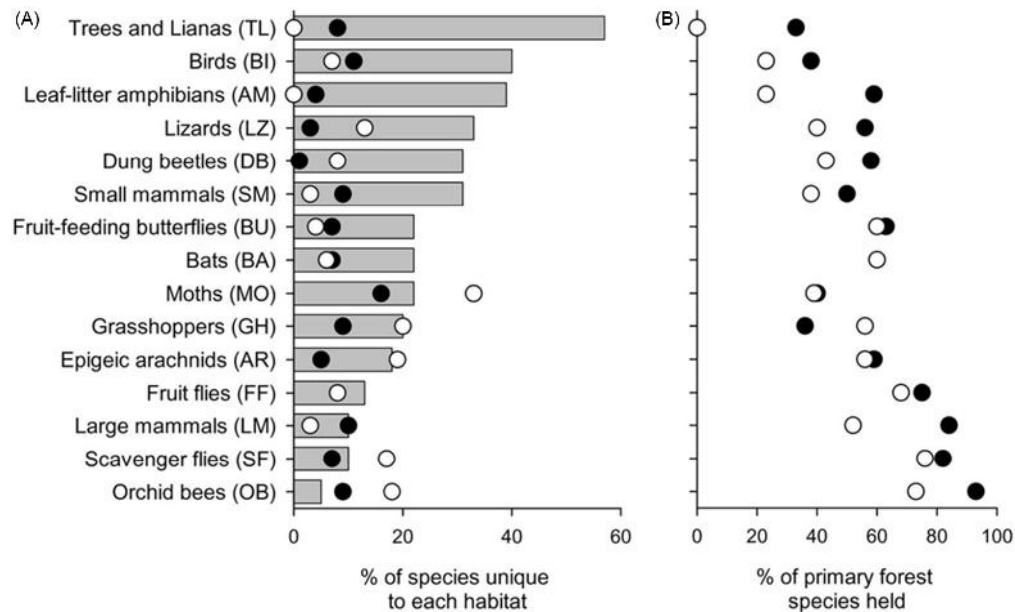 (A)
Trees and Lianas (TL)
Birds (BI)
Leaf-litter amphibians (AM)
Lizards (LZ)
Dung beetles (DB)
Small mammals (SM)
Fruit-feeding butterflies (BU)
Bats (BA)
Moths (MO)
Grasshoppers (GH)
Epigeic arachnids (AR)
Fruit flies (FF)
Large mammals (LM)
Scavenger flies (SF)
Orchid bees (OB)
0 20 40 60
% of species unique
to each habitat
(B)
0 20 40 60 80 100
% of primary forest
species held